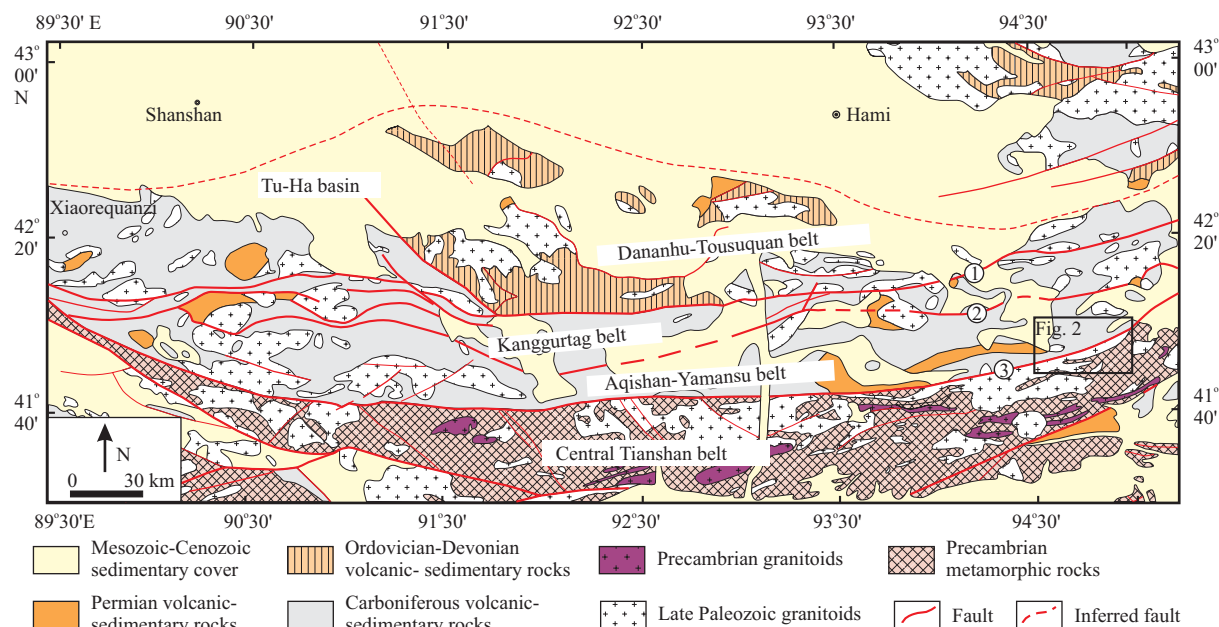 89°30' E 90°30' 91°30' 92°30' 93°30' 94°30'
43°
00'
N
43°
00'
Shanshan
Hami
Tu-Ha basin
Xiaorequanzi
42°
20'
42°
20'
Dananhu-Tousuquan belt
①
②
Kanggurtag belt
Fig. 2
③
Aqishan-Yamansu belt
41°
40'
41°
40'
Central Tianshan belt
N
0 30 km
89°30'E 90°30' 91°30' 92°30' 93°30' 94°30'
Mesozoic-Cenozoic
sedimentary cover
Ordovician-Devonian
volcanic- sedimentary rocks
Precambrian granitoids
Precambrian
metamorphic rocks
Permian volcanic-
sedimentary rocks
Carboniferous volcanic-
sedimentary rocks
Late Paleozoic granitoids
Fault
Inferred fault